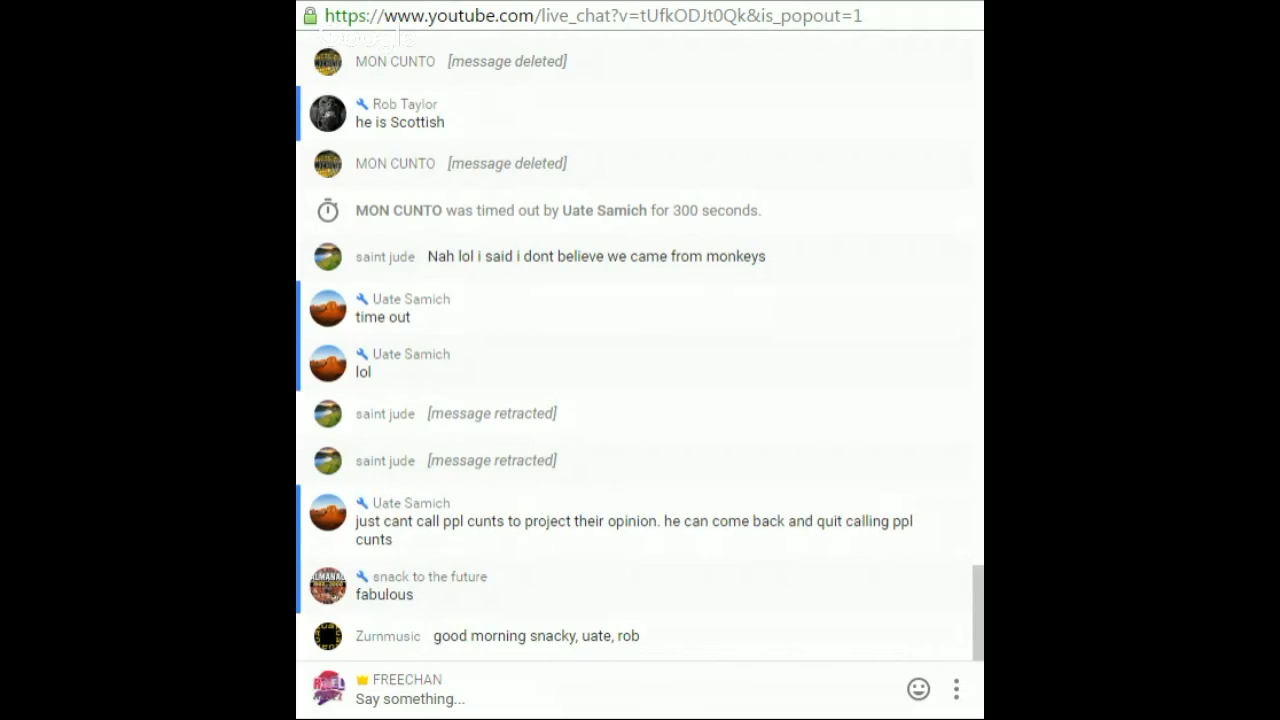 https://www.youtube.com/live_chat?v=tUfkODJt0Qk&is_popout=1
Google
MON CUNTO [message deleted]
Rob Taylor
he is Scottish
MON CUNTO [message deleted]
MON CUNTO was timed out by Uate Samich for 300 seconds.
saint jude Nah lol i said i dont believe we came from monkeys
Uate Samich
time out
Uate Samich
lol
saint jude [message retracted]
saint jude [message retracted]
Uate Samich
just cant call ppl cunts to project their opinion. he can come back and quit calling ppl
cunts
ALMANAC
snack to the future
fabulous
Zurnmusic good morning snacky, uate, rob
FREECHAN
Say something...